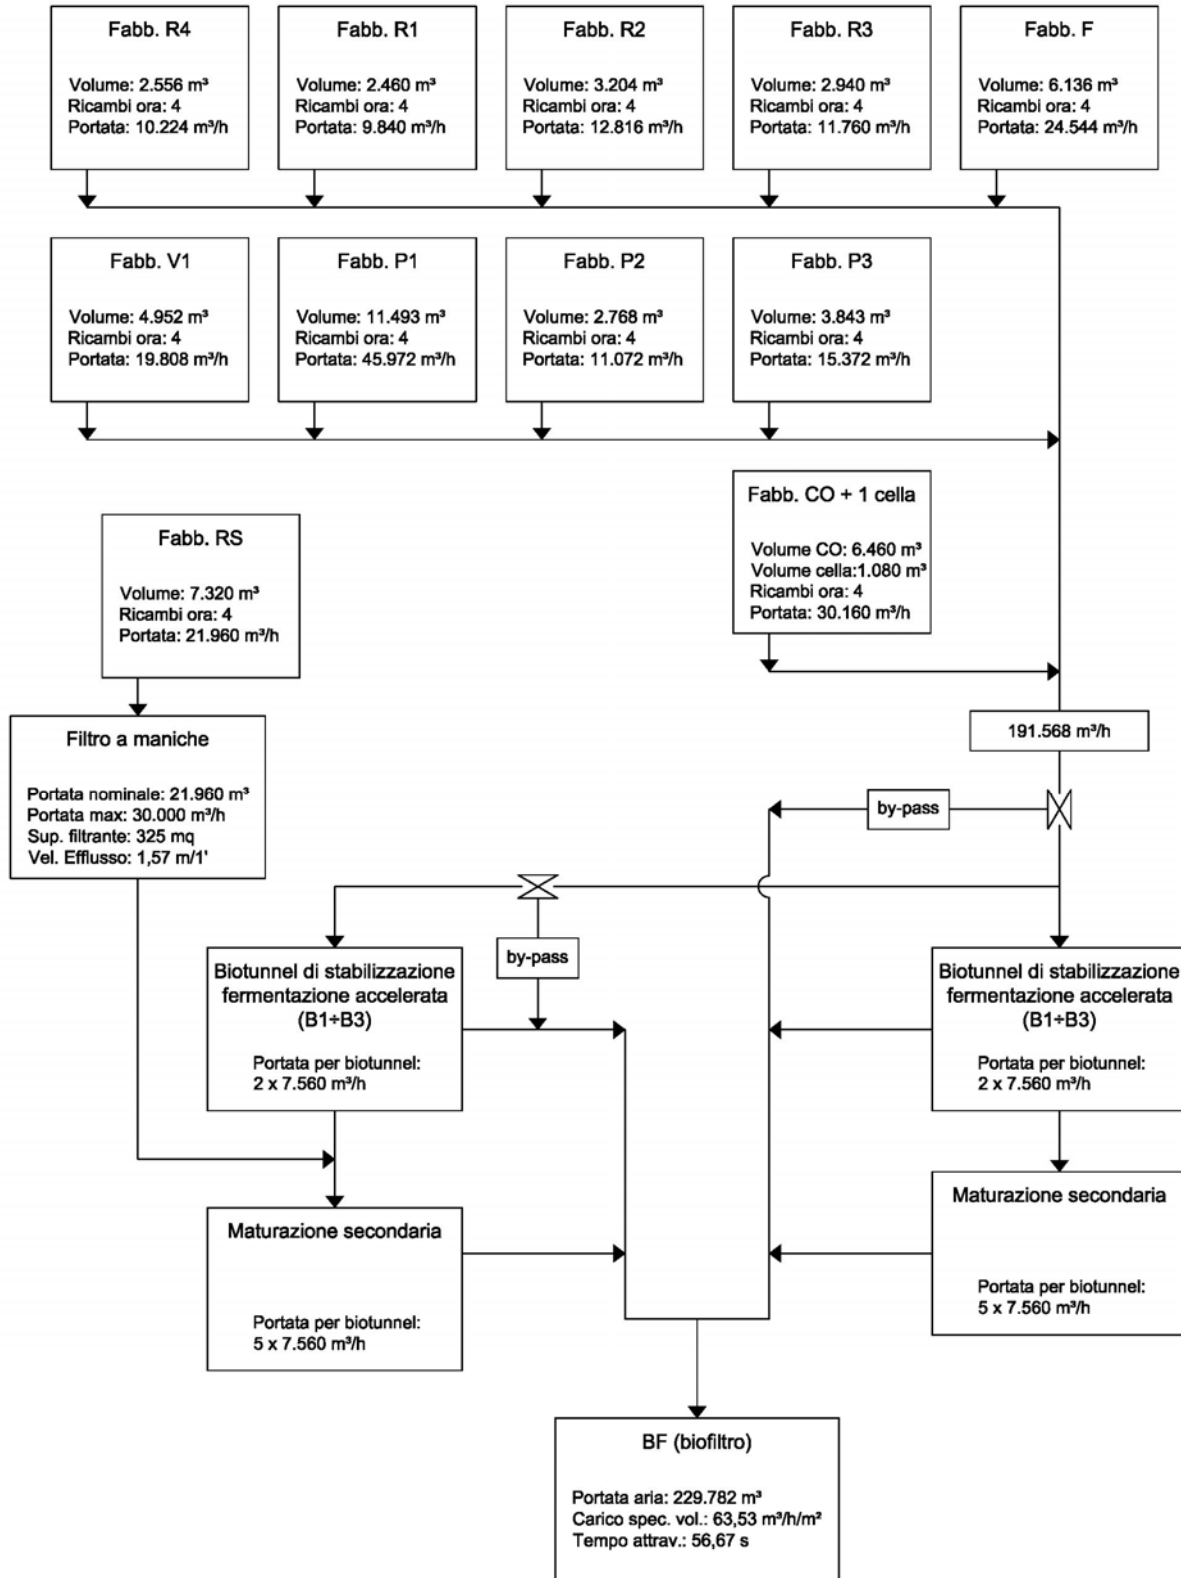 Fabb. R4
Volume: 2.556 m³
Ricambi ora: 4
Portata: 10.224 m³/h
Fabb. R1
Volume: 2.460 m³
Ricambi ora: 4
Portata: 9.840 m³/h
Fabb. R2
Volume: 3.204 m³
Ricambi ora: 4
Portata: 12.816 m³/h
Fabb. R3
Volume: 2.940 m³
Ricambi ora: 4
Portata: 11.760 m³/h
Fabb. F
Volume: 6.136 m³
Ricambi ora: 4
Portata: 24.544 m³/h
Fabb. V1
Volume: 4.952 m³
Ricambi ora: 4
Portata: 19.808 m³/h
Fabb. P1
Volume: 11.493 m³
Ricambi ora: 4
Portata: 45.972 m³/h
Fabb. P2
Volume: 2.768 m³
Ricambi ora: 4
Portata: 11.072 m³/h
Fabb. P3
Volume: 3.843 m³
Ricambi ora: 4
Portata: 15.372 m³/h
Fabb. CO + 1 cella
Volume CO: 6.460 m³
Volume cella:1.080 m³
Ricambi ora: 4
Portata: 30.160 m³/h
Fabb. RS
Volume: 7.320 m³
Ricambi ora: 4
Portata: 21.960 m³/h
191.568 m³/h
Filtro a maniche
Portata nominale: 21.960 m³
Portata max: 30.000 m³/h
Sup. filtrante: 325 mq
Vel. Efflusso: 1,57 m/1'
by-pass
by-pass
Biotunnel di stabilizzazione
fermentazione accelerata
(B1÷B3)
Portata per biotunnel:
2 x 7.560 m³/h
Biotunnel di stabilizzazione
fermentazione accelerata
(B1÷B3)
Portata per biotunnel:
2 x 7.560 m³/h
Maturazione secondaria
Portata per biotunnel:
5 x 7.560 m³/h
Maturazione secondaria
Portata per biotunnel:
5 x 7.560 m³/h
BF (biofiltro)
Portata aria: 229.782 m³
Carico spec. vol.: 63,53 m³/h/m²
Tempo attrav.: 56,67 s